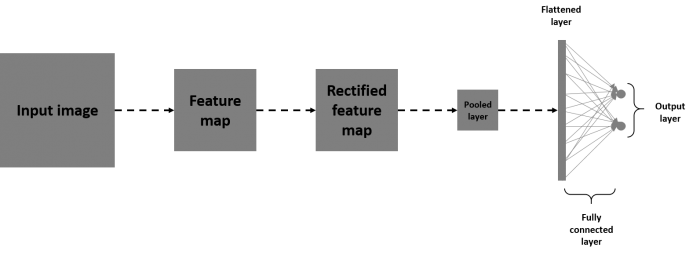 Flattened
layer
Input image
Feature
map
Rectified
feature
map
Pooled
layer
Output
layer
Fully
connected
layer